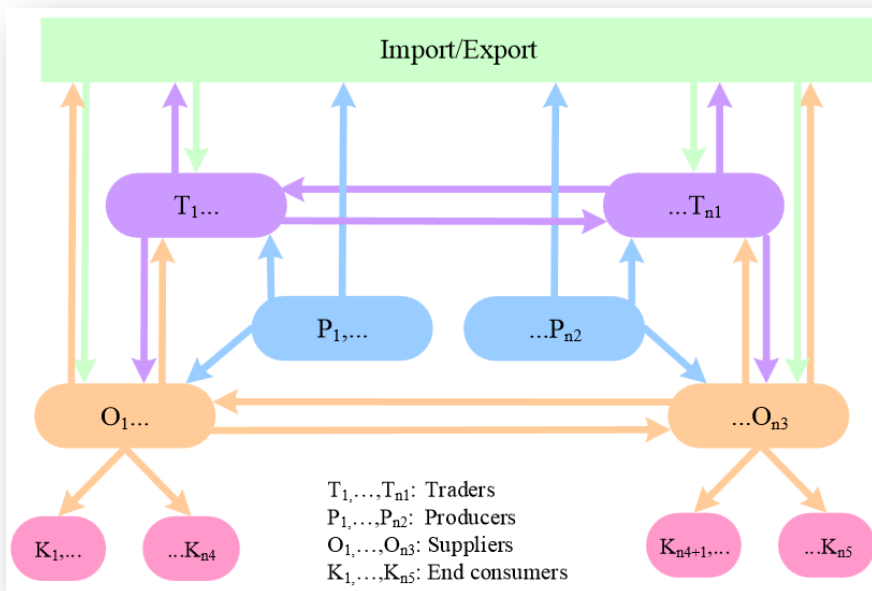 Import/Export
T₁... ...Tₙ₁
P₁,... ...Pₙ₂
O₁... ...Oₙ₃
T₁,…,Tₙ₁: Traders
P₁,…,Pₙ₂: Producers
O₁,…,Oₙ₃: Suppliers
K₁,…,Kₙ₅: End consumers
K₁,... ...Kₙ₄ Kₙ₄₊₁,... ...Kₙ₅